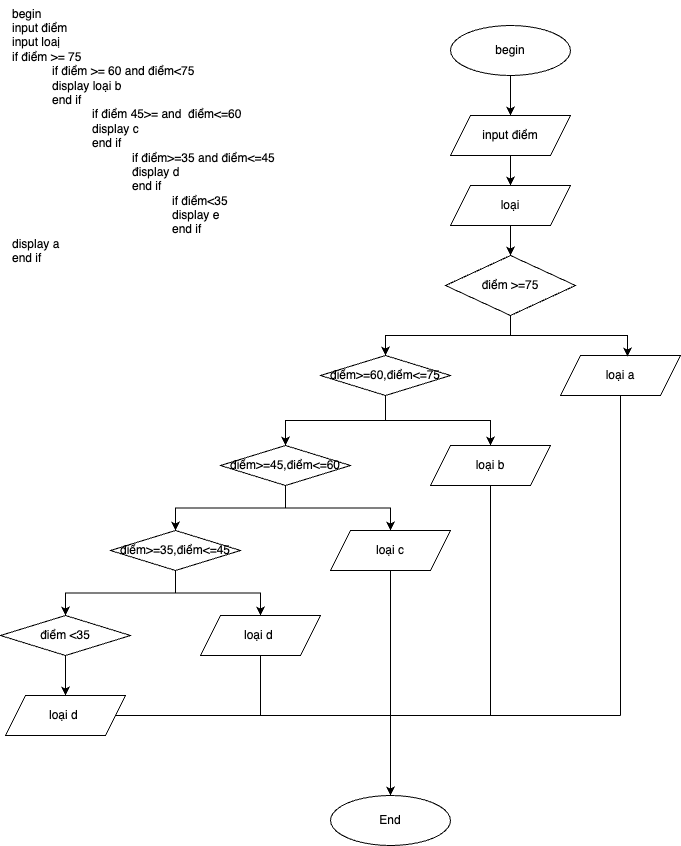 begin
input điểm
input loại
if điểm >= 75
if điểm >= 60 and điểm<75
display loại b
end if
if điểm 45>= and  điểm<=60
display c
end if
if điểm>=35 and điểm<=45
display d
end if
if điểm<35
display e
end if
display a
end if
begin
input điểm
loại
điểm >=75
điểm>=60,điểm<=75
loại a
điểm>=45,điểm<=60
loại b
điểm>=35,điểm<=45
loại c
điểm <35
loại d
loại d
End